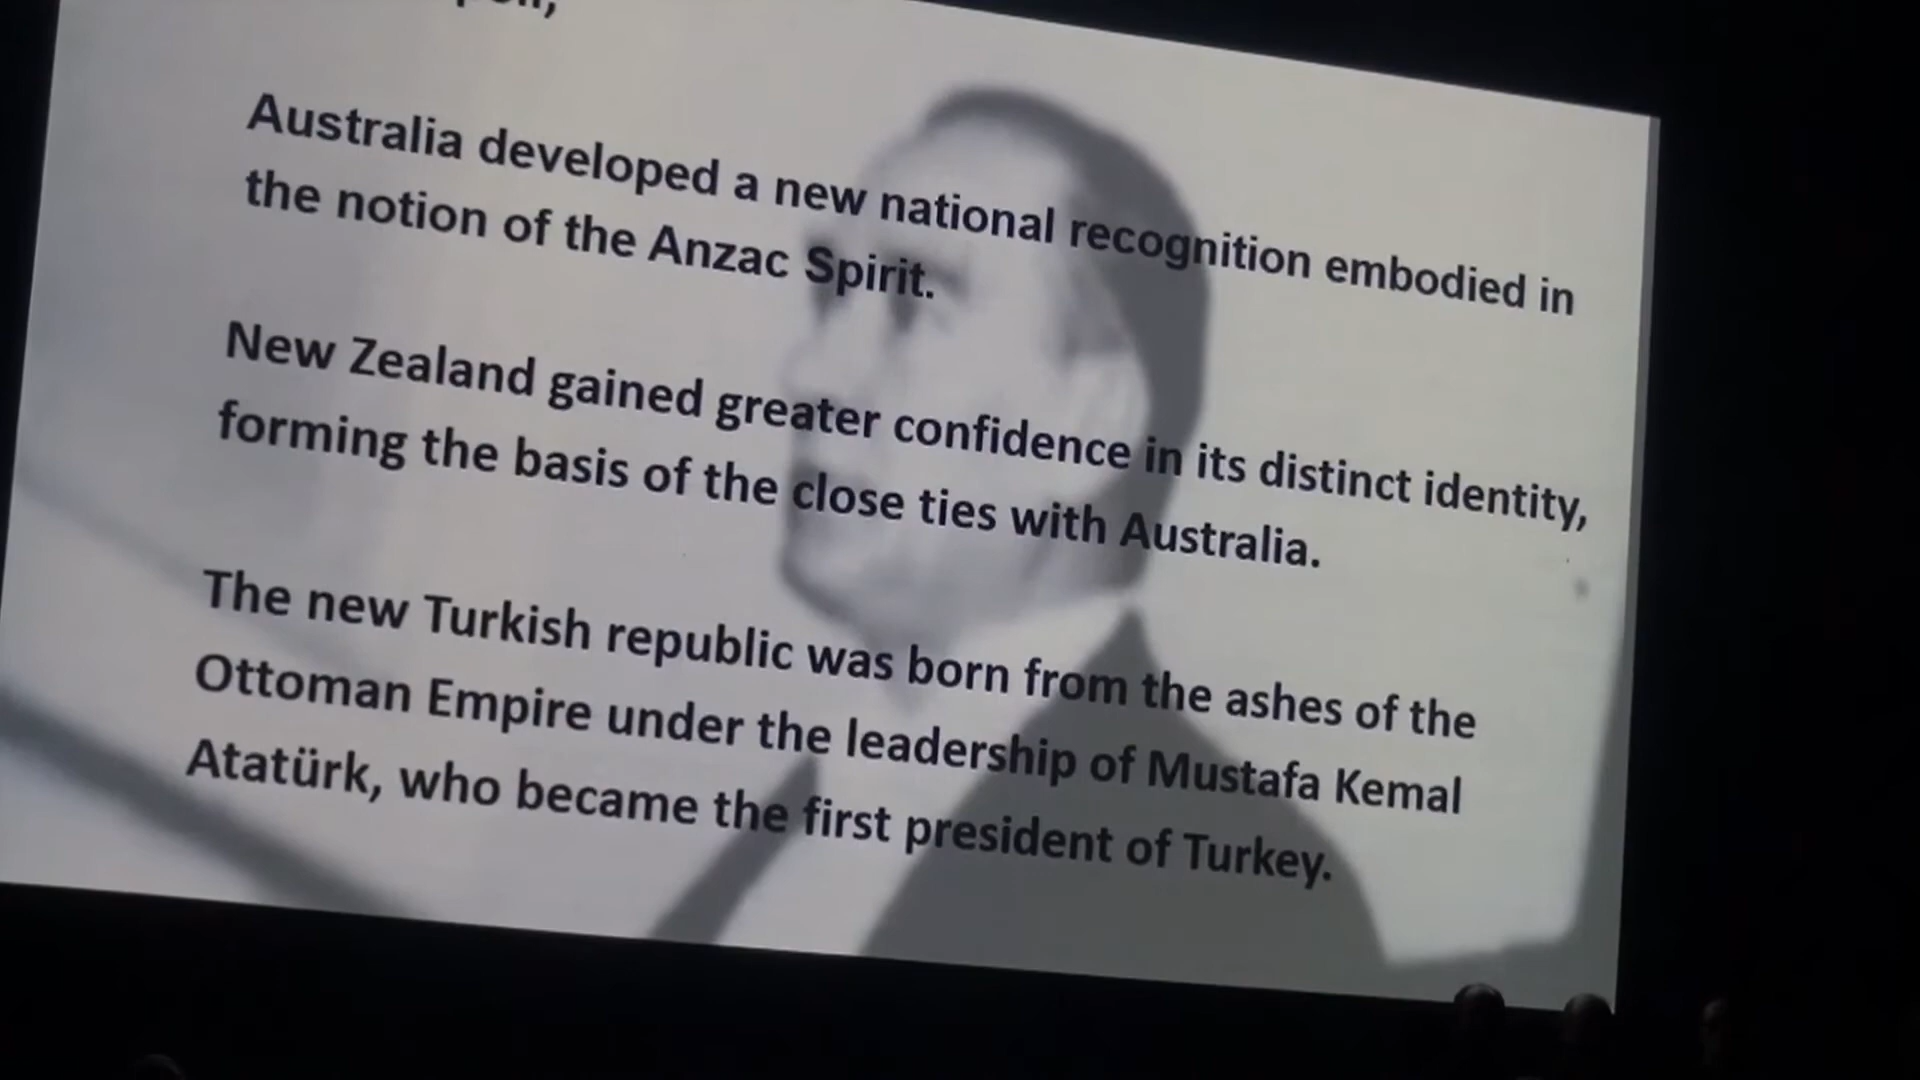 Australia developed a new national recognition embodied in
the notion of the Anzac Spirit.
New Zealand gained greater confidence in its distinct identity,
forming the basis of the close ties with Australia.
The new Turkish republic was born from the ashes of the
Ottoman Empire under the leadership of Mustafa Kemal
Atatürk, who became the first president of Turkey.